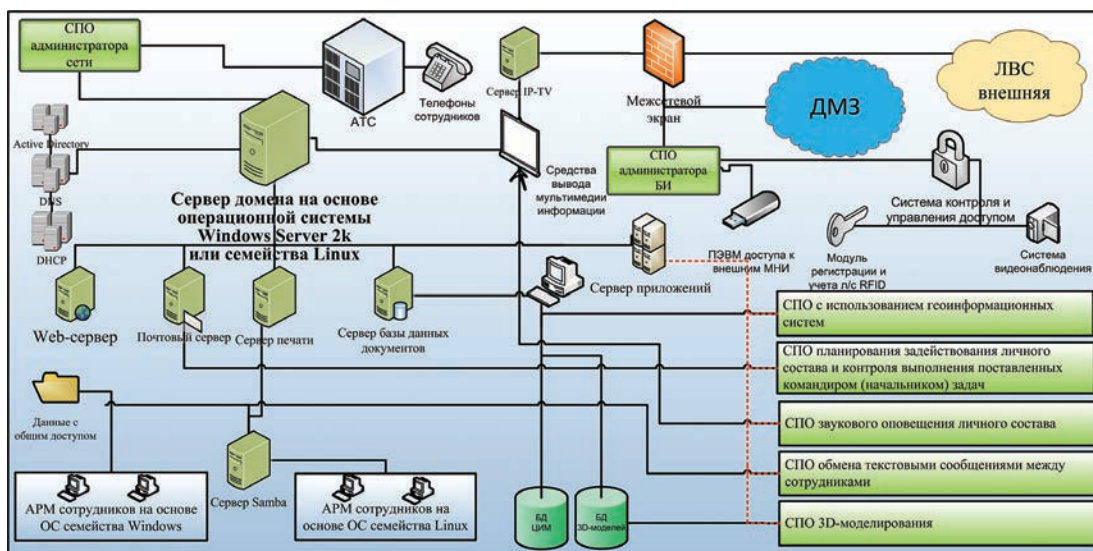 СПО
администратора
сети
АТС
Телефоны
сотрудников
Сервер IP-TV
Межсетевой
экран
ДМЗ
ЛВС
внешняя
Active Directory
DNS
DHCP
Сервер домена на основе
операционной системы
Windows Server 2k
или семейства Linux
Средства
вывода
мультимедии
информации
СПО
администратора
БИ
ПЭВМ доступа к
внешним МНИ
Система контроля и
управления доступом
Модуль
регистрации и
учета л/с RFID
Система
видеонаблюдения
Web-сервер
Почтовый сервер
Сервер печати
Сервер базы данных
документов
Сервер приложений
СПО с использованием геоинформационных
систем
СПО планирования задействования личного
состава и контроля выполнения поставленных
командиром (начальником) задач
СПО звукового оповещения личного состава
СПО обмена текстовыми сообщениями между
сотрудниками
СПО 3D-моделирования
Данные с
общим доступом
Сервер Samba
АРМ сотрудников на основе
ОС семейства Windows
АРМ сотрудников на
основе ОС семейства Linux
БД
ЦИМ
БД
3D-моделей